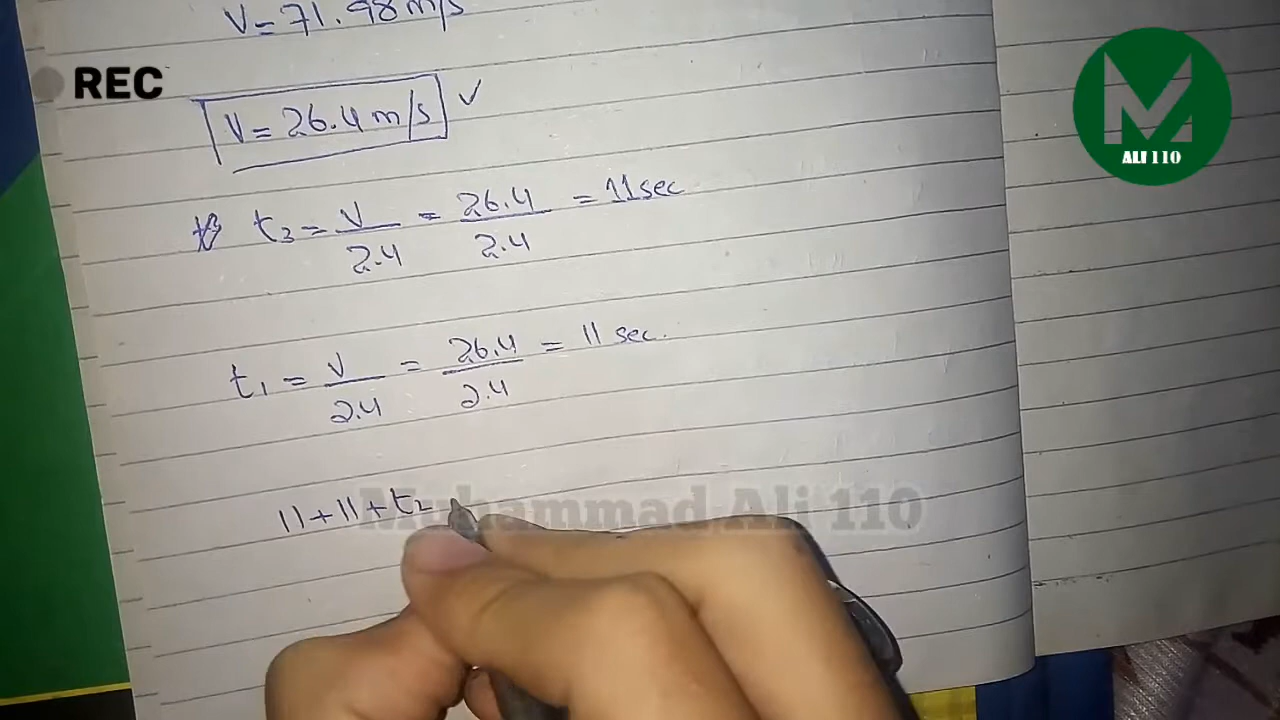 V=71.98m/s
REC
V= 26.4 m/s ✓
t₃ = V/2.4 = 26.4/2.4 = 11sec
t₁ = V/2.4 = 26.4/2.4 = 11 sec.
11+11+t₂
Muhammad Ali 110
M
ALI 110